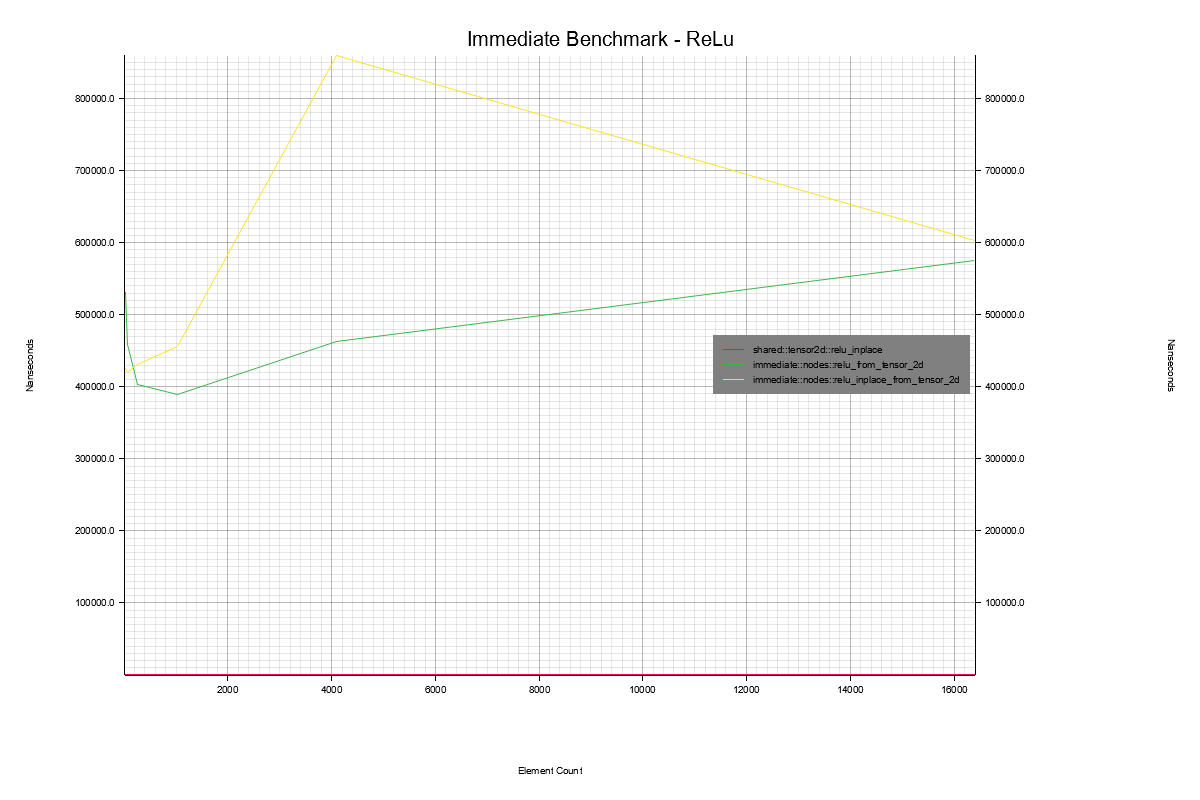 Immediate Benchmark - ReLu
800000.0
800000.0
700000.0
700000.0
600000.0
600000.0
500000.0
500000.0
Nanseconds
Nanseconds
shared::tensor2d::relu_inplace
immediate::nodes::relu_from_tensor_2d
immediate::nodes::relu_inplace_from_tensor_2d
400000.0
400000.0
300000.0
300000.0
200000.0
200000.0
100000.0
100000.0
2000 4000 6000 8000 10000 12000 14000 16000
Element Count